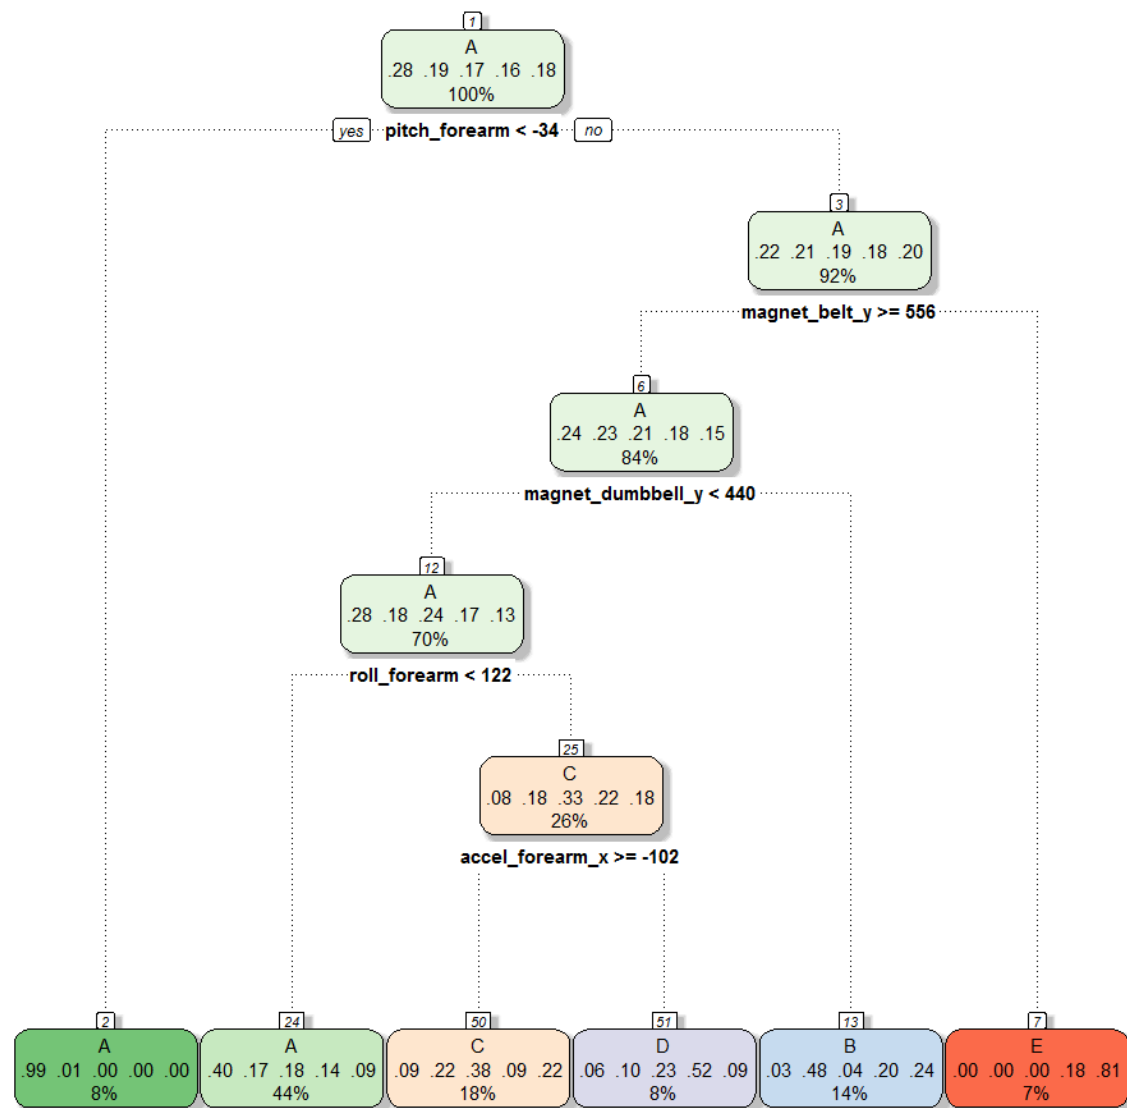 1
A
.28 .19 .17 .16 .18
100%
yes pitch_forearm < -34 no
3
A
.22 .21 .19 .18 .20
92%
magnet_belt_y >= 556
6
A
.24 .23 .21 .18 .15
84%
magnet_dumbbell_y < 440
12
A
.28 .18 .24 .17 .13
70%
roll_forearm < 122
25
C
.08 .18 .33 .22 .18
26%
accel_forearm_x >= -102
2
A
.99 .01 .00 .00 .00
8%
24
A
.40 .17 .18 .14 .09
44%
50
C
.09 .22 .38 .09 .22
18%
51
D
.06 .10 .23 .52 .09
8%
13
B
.03 .48 .04 .20 .24
14%
7
E
.00 .00 .00 .18 .81
7%